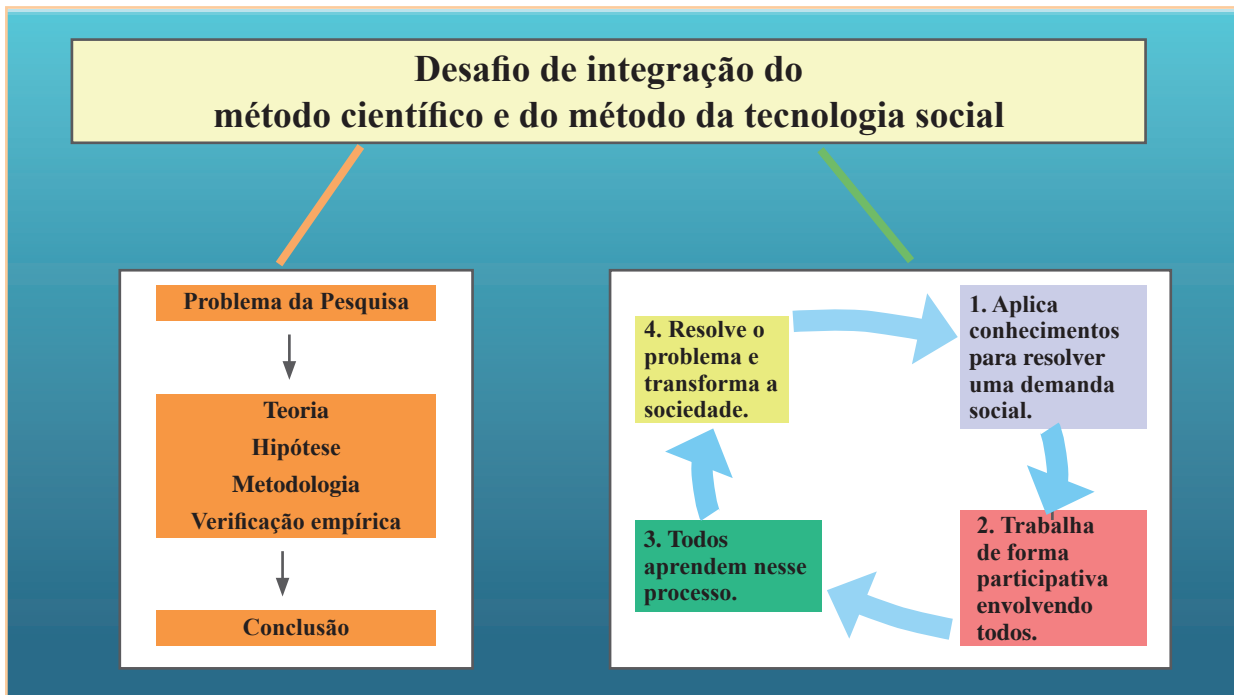 Desafio de integração do
método científico e do método da tecnologia social
Problema da Pesquisa
Teoria
Hipótese
Metodologia
Verificação empírica
Conclusão
1. Aplica
conhecimentos
para resolver
uma demanda
social.
2. Trabalha
de forma
participativa
envolvendo
todos.
3. Todos
aprendem nesse
processo.
4. Resolve o
problema e
transforma a
sociedade.